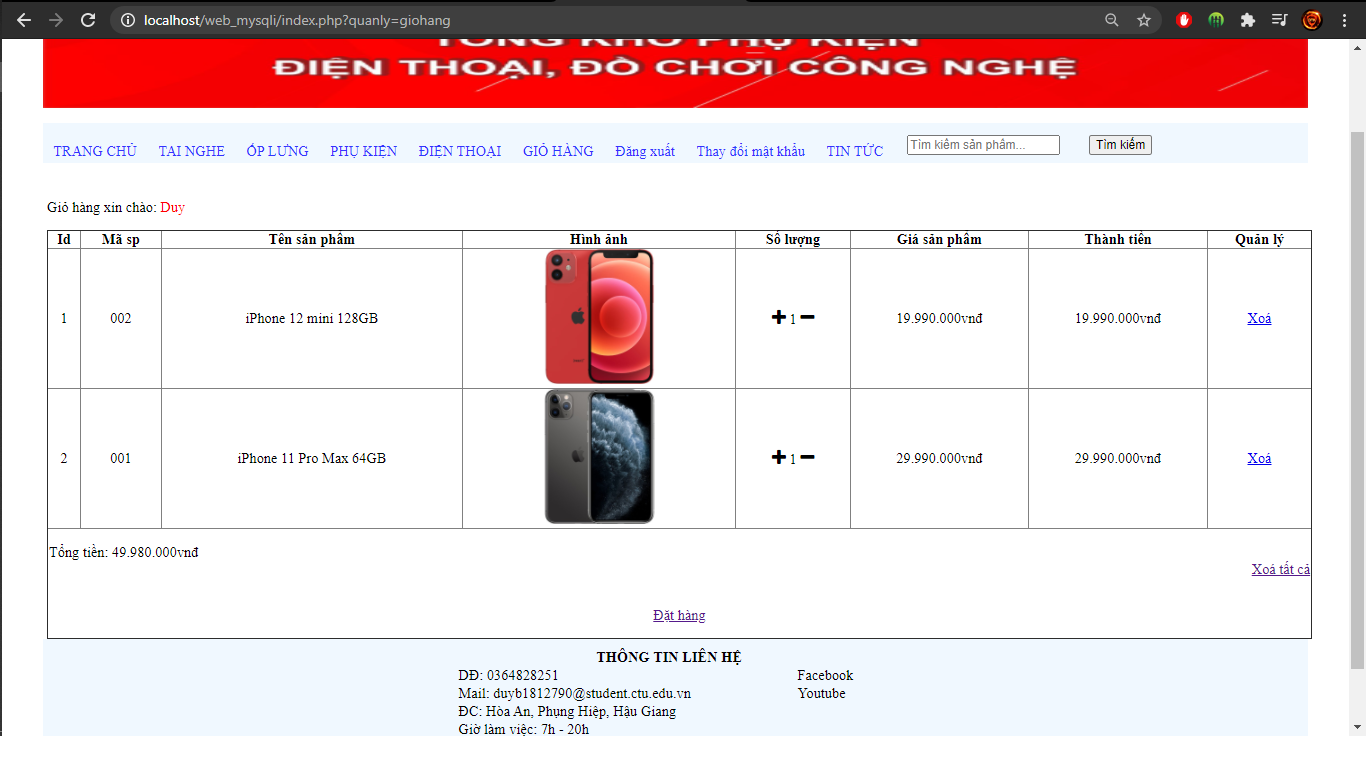 localhost/web_mysqli/index.php?quanly=giohang
TỔNG KHO PHỤ KIỆN
ĐIỆN THOẠI, ĐỒ CHƠI CÔNG NGHỆ
TRANG CHỦ TAI NGHE ỐP LƯNG PHỤ KIỆN ĐIỆN THOẠI GIỎ HÀNG Đăng xuất Thay đổi mật khẩu TIN TỨC Tìm kiếm sản phẩm... Tìm kiếm
Giỏ hàng xin chào: Duy
Id Mã sp Tên sản phẩm Hình ảnh Số lượng Giá sản phẩm Thành tiền Quản lý
1 002 iPhone 12 mini 128GB 1 19.990.000vnđ 19.990.000vnđ Xoá
2 001 iPhone 11 Pro Max 64GB 1 29.990.000vnđ 29.990.000vnđ Xoá
Tổng tiền: 49.980.000vnđ
Xoá tất cả
Đặt hàng
THÔNG TIN LIÊN HỆ
DĐ: 0364828251 Facebook
Mail: duyb1812790@student.ctu.edu.vn Youtube
ĐC: Hòa An, Phụng Hiệp, Hậu Giang
Giờ làm việc: 7h - 20h